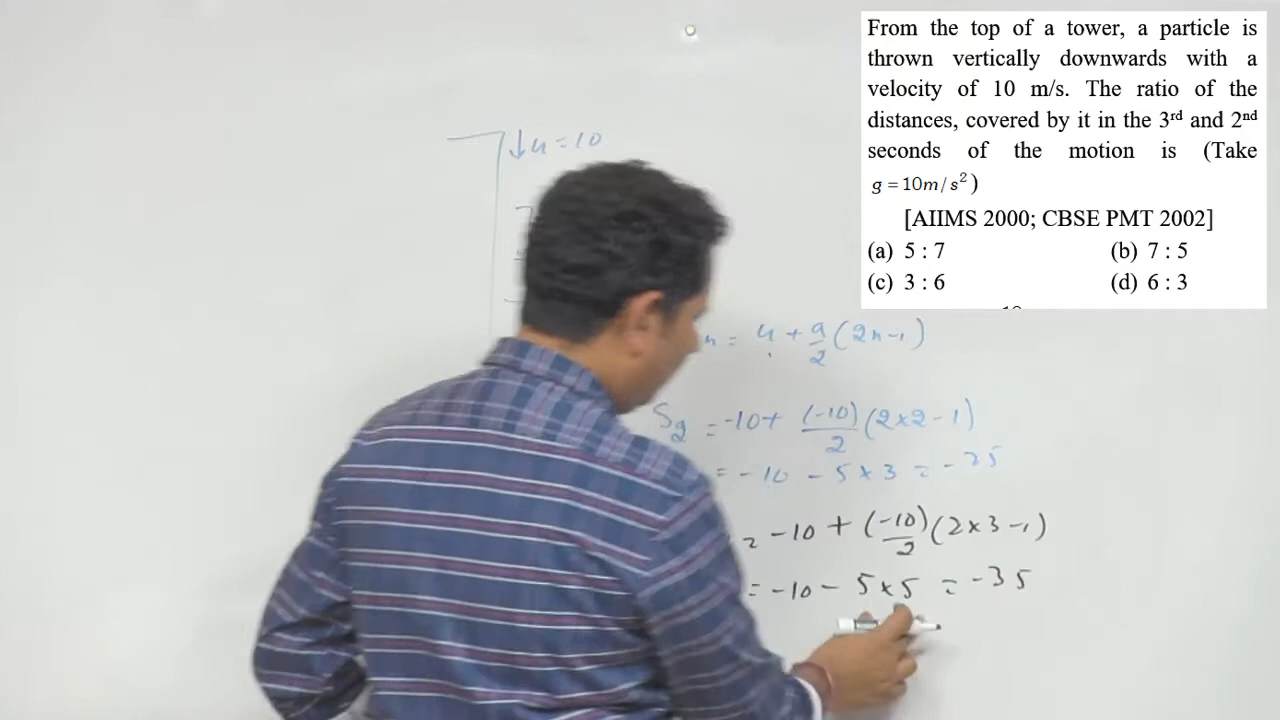 From the top of a tower, a particle is
thrown vertically downwards with a
velocity of 10 m/s. The ratio of the
distances, covered by it in the 3rd and 2nd
seconds of the motion is (Take
g = 10m/s²)
[AIIMS 2000; CBSE PMT 2002]
(a) 5 : 7 (b) 7 : 5
(c) 3 : 6 (d) 6 : 3
↓u = 10
n = u + a/2 (2n-1)
S2 = -10 + (-10)/2 (2×2-1)
= -10 - 5×3 = -25
= -10 + (-10)/2 (2×3-1)
= -10 - 5×5 = -35